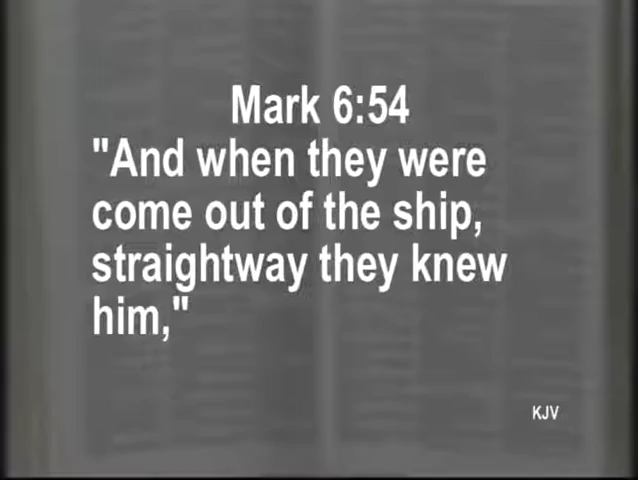 Mark 6:54
"And when they were
come out of the ship,
straightway they knew
him,"
KJV